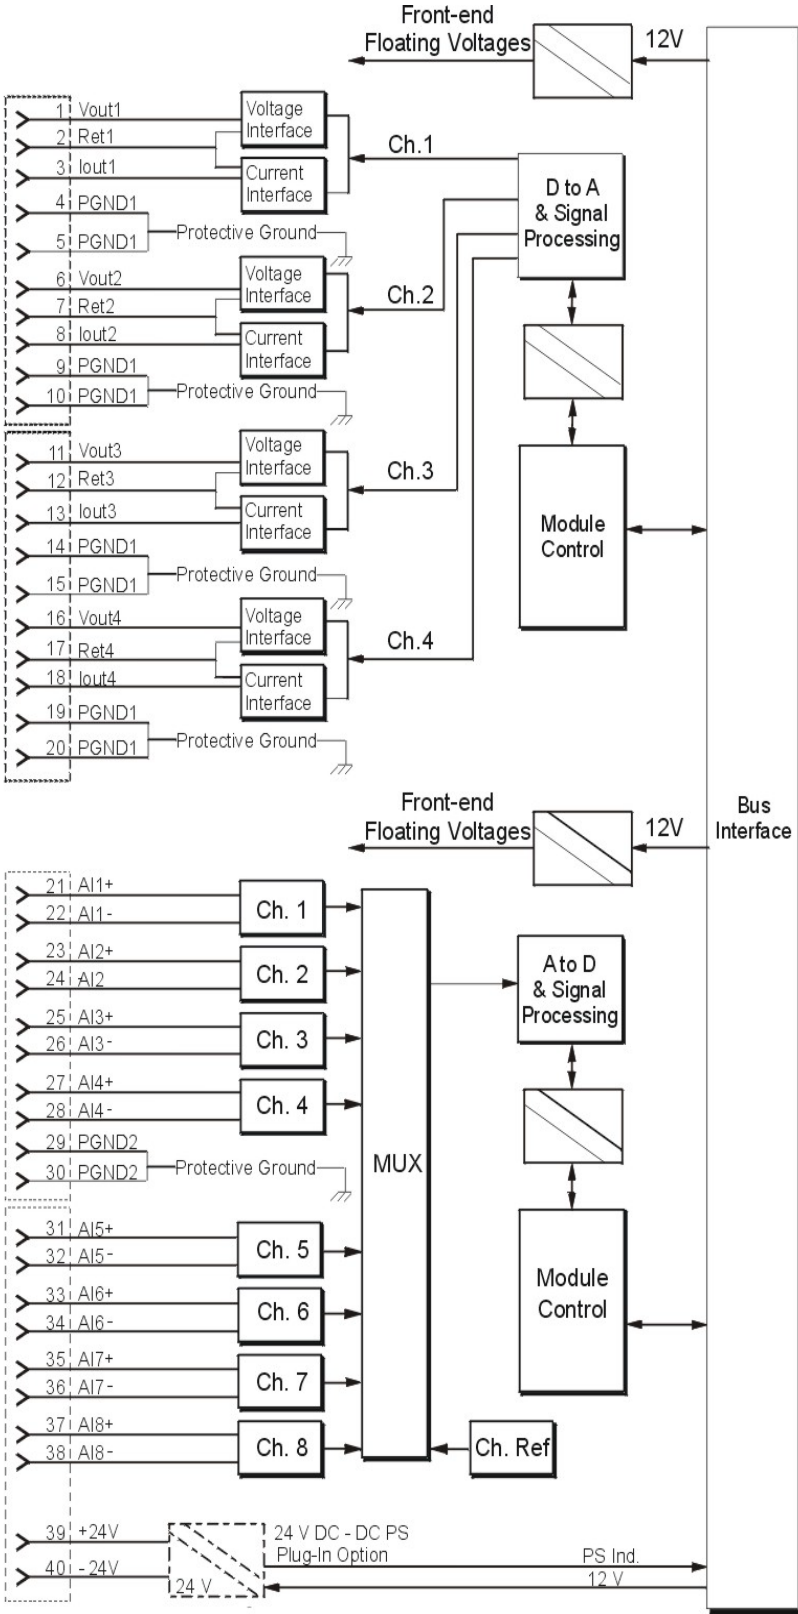 Front-end
Floating Voltages
12V
1 Vout1
2 Ret1
3 Iout1
4 PGND1
5 PGND1
Voltage
Interface
Current
Interface
Protective Ground
Ch.1
D to A
& Signal
Processing
6 Vout2
7 Ret2
8 Iout2
9 PGND1
10 PGND1
Voltage
Interface
Current
Interface
Protective Ground
Ch.2
11 Vout3
12 Ret3
13 Iout3
14 PGND1
15 PGND1
Voltage
Interface
Current
Interface
Protective Ground
Ch.3
Module
Control
16 Vout4
17 Ret4
18 Iout4
19 PGND1
20 PGND1
Voltage
Interface
Current
Interface
Protective Ground
Ch.4
Bus
Interface
Front-end
Floating Voltages
12V
21 AI1+
22 AI1-
Ch. 1
23 AI2+
24 AI2
Ch. 2
25 AI3+
26 AI3-
Ch. 3
27 AI4+
28 AI4-
Ch. 4
29 PGND2
30 PGND2
Protective Ground
MUX
A to D
& Signal
Processing
31 AI5+
32 AI5-
Ch. 5
33 AI6+
34 AI6-
Ch. 6
35 AI7+
36 AI7-
Ch. 7
37 AI8+
38 AI8-
Ch. 8
Module
Control
Ch. Ref
39 +24V
40 -24V
24 V
24 V DC - DC PS
Plug-In Option
PS Ind.
12 V